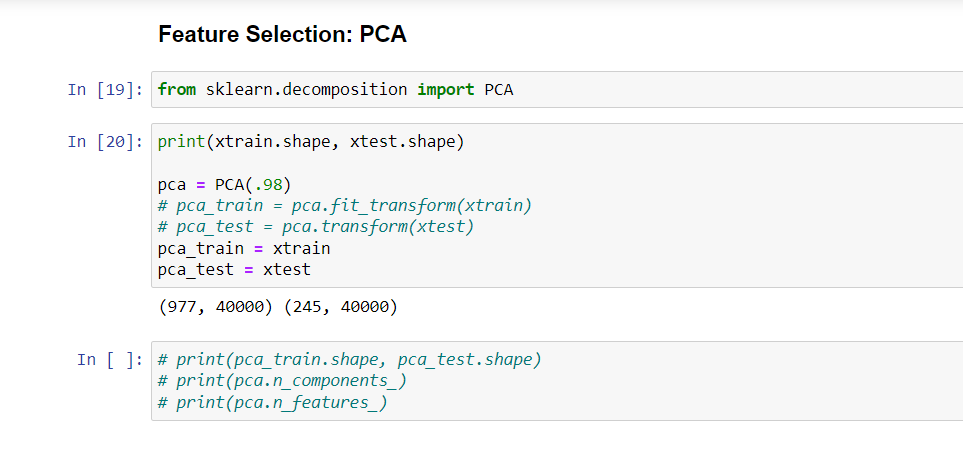 Feature Selection: PCA
In [19]: from sklearn.decomposition import PCA
In [20]: print(xtrain.shape, xtest.shape)
pca = PCA(.98)
# pca_train = pca.fit_transform(xtrain)
# pca_test = pca.transform(xtest)
pca_train = xtrain
pca_test = xtest
(977, 40000) (245, 40000)
In [ ]: # print(pca_train.shape, pca_test.shape)
# print(pca.n_components_)
# print(pca.n_features_)